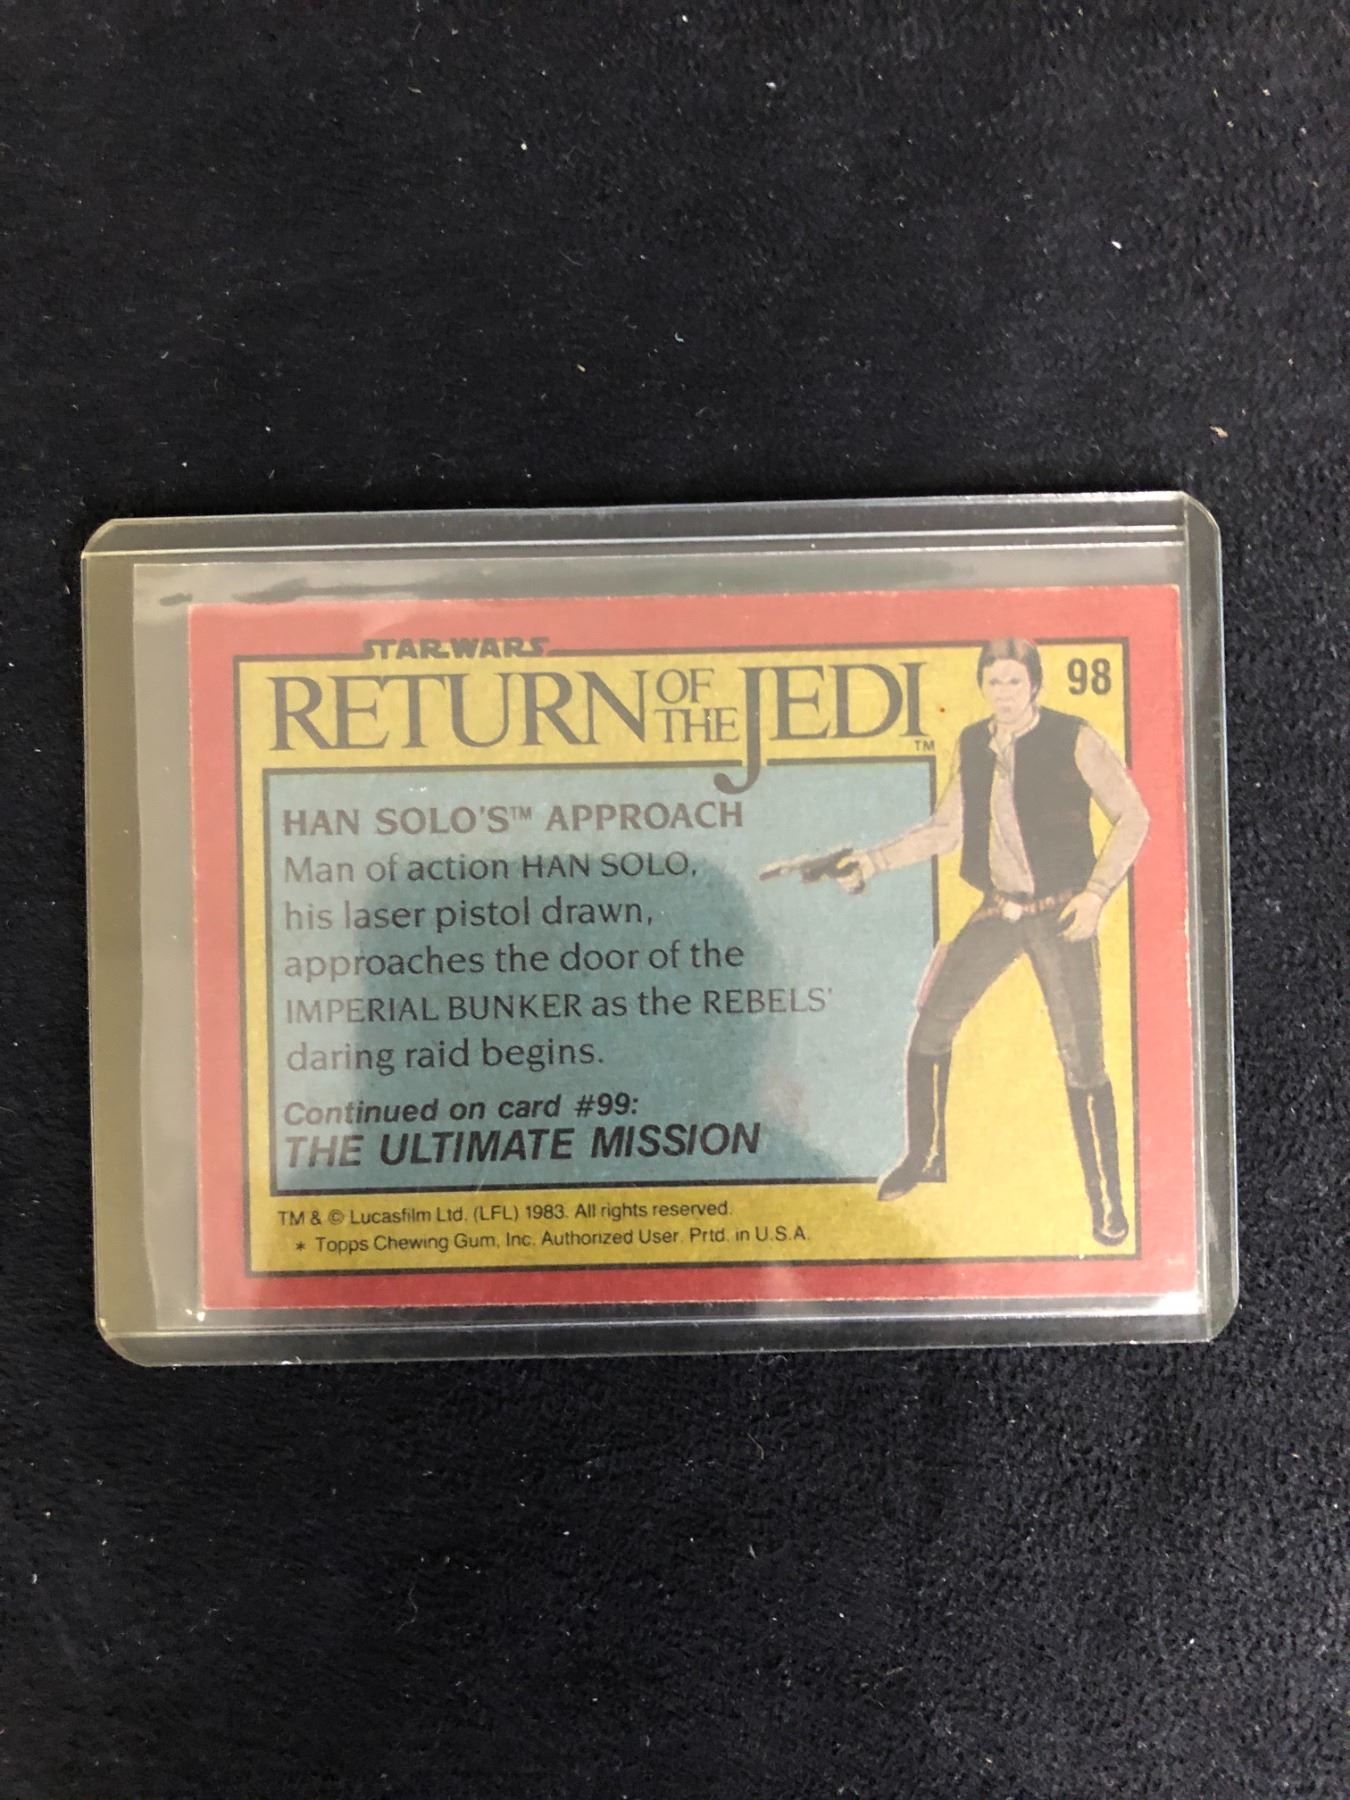 STAR WARS
RETURN OF THE JEDI™
98
HAN SOLO'S™ APPROACH
Man of action HAN SOLO,
his laser pistol drawn,
approaches the door of the
IMPERIAL BUNKER as the REBELS'
daring raid begins.
Continued on card #99:
THE ULTIMATE MISSION
TM & © Lucasfilm Ltd. (LFL) 1983. All rights reserved.
* Topps Chewing Gum, Inc. Authorized User. Prtd. in U.S.A.